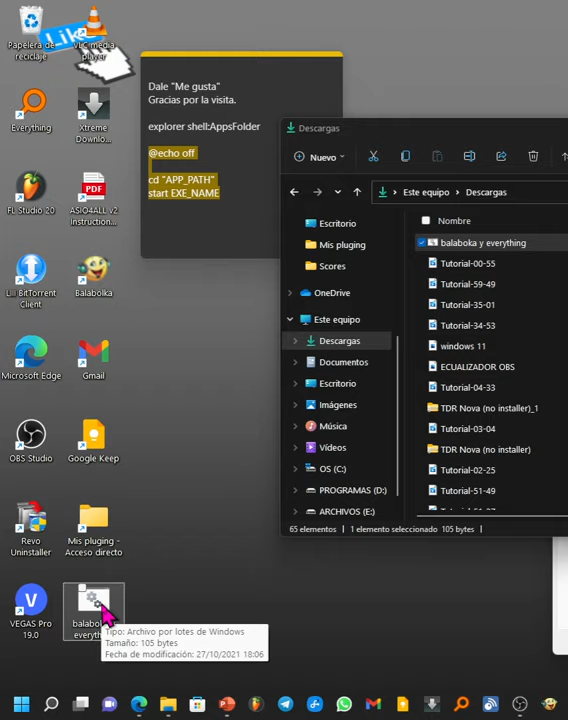 Papelera de
reciclaje
Like
VLC media
player
Everything
Xtreme
Downlo...
FL Studio 20
ASIO4ALL v2
Instruction...
BitTorrent
Client
Balabolka
Microsoft Edge
Gmail
OBS Studio
Google Keep
Revo
Uninstaller
Mis pluging -
Acceso directo
VEGAS Pro
19.0
Dale "Me gusta"
Gracias por la visita.
explorer shell:AppsFolder
@echo off
cd "APP_PATH"
start EXE_NAME
Descargas
Nuevo
Este equipo > Descargas
Escritorio
Mis pluging
Scores
OneDrive
Este equipo
Descargas
Documentos
Escritorio
Imágenes
Música
Vídeos
OS (C:)
PROGRAMAS (D:)
ARCHIVOS (E:)
Nombre
balaboka y everything
Tutorial-00-55
Tutorial-59-49
Tutorial-35-01
Tutorial-34-53
windows 11
ECUALIZADOR OBS
Tutorial-04-33
TDR Nova (no installer)_1
Tutorial-03-04
TDR Nova (no installer)
Tutorial-02-25
Tutorial-51-49
65 elementos
1 elemento seleccionado 105 bytes
Tipo: Archivo por lotes de Windows
Tamaño: 105 bytes
Fecha de modificación: 27/10/2021 18:06